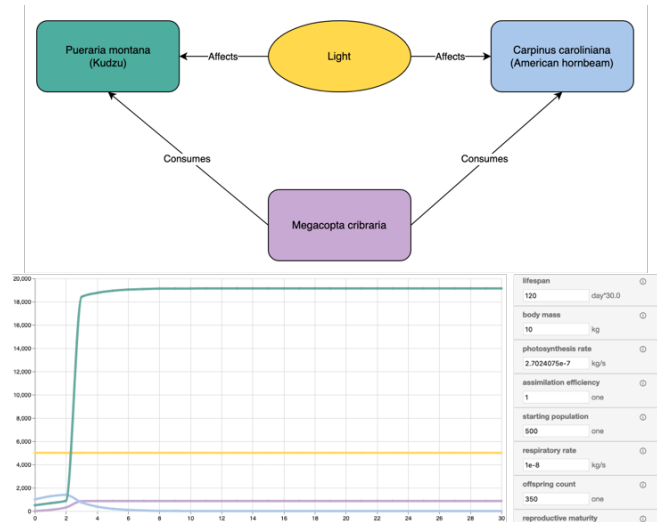 Pueraria montana
(Kudzu)
Affects
Light
Affects
Carpinus caroliniana
(American hornbeam)
Consumes
Consumes
Megacopta cribraria
20,000
18,000
16,000
14,000
12,000
10,000
8,000
6,000
4,000
2,000
0
0 2 4 6 8 10 12 14 16 18 20 22 24 26 28 30
lifespan
120 day*30.0
body mass
10 kg
photosynthesis rate
2.7024075e-7 kg/s
assimilation efficiency
1 one
starting population
500 one
respiratory rate
1e-8 kg/s
offspring count
350 one
reproductive maturity